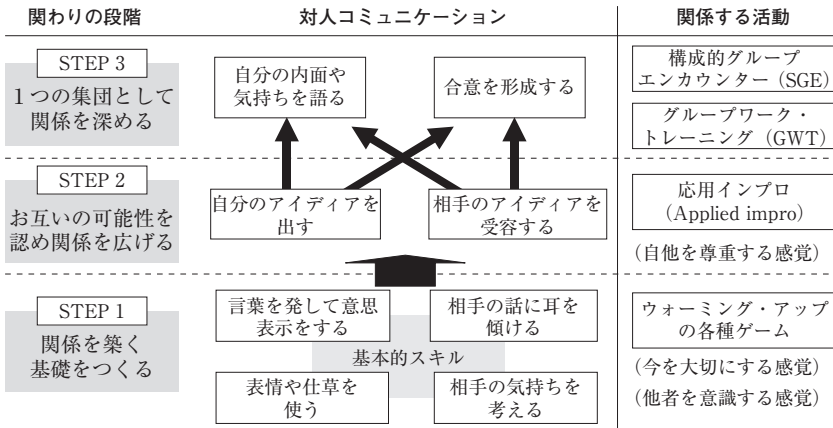 関わりの段階
対人コミュニケーション
関係する活動
STEP 3
1つの集団として
関係を深める
自分の内面や
気持ちを語る
合意を形成する
構成的グループ
エンカウンター（SGE）
グループワーク・
トレーニング（GWT）
STEP 2
お互いの可能性を
認め関係を広げる
自分のアイディアを
出す
相手のアイディアを
受容する
応用インプロ
（Applied impro）
（自他を尊重する感覚）
STEP 1
関係を築く
基礎をつくる
言葉を発して意思
表示をする
相手の話に耳を
傾ける
基本的スキル
表情や仕草を
使う
相手の気持ちを
考える
ウォーミング・アップ
の各種ゲーム
（今を大切にする感覚）
（他者を意識する感覚）